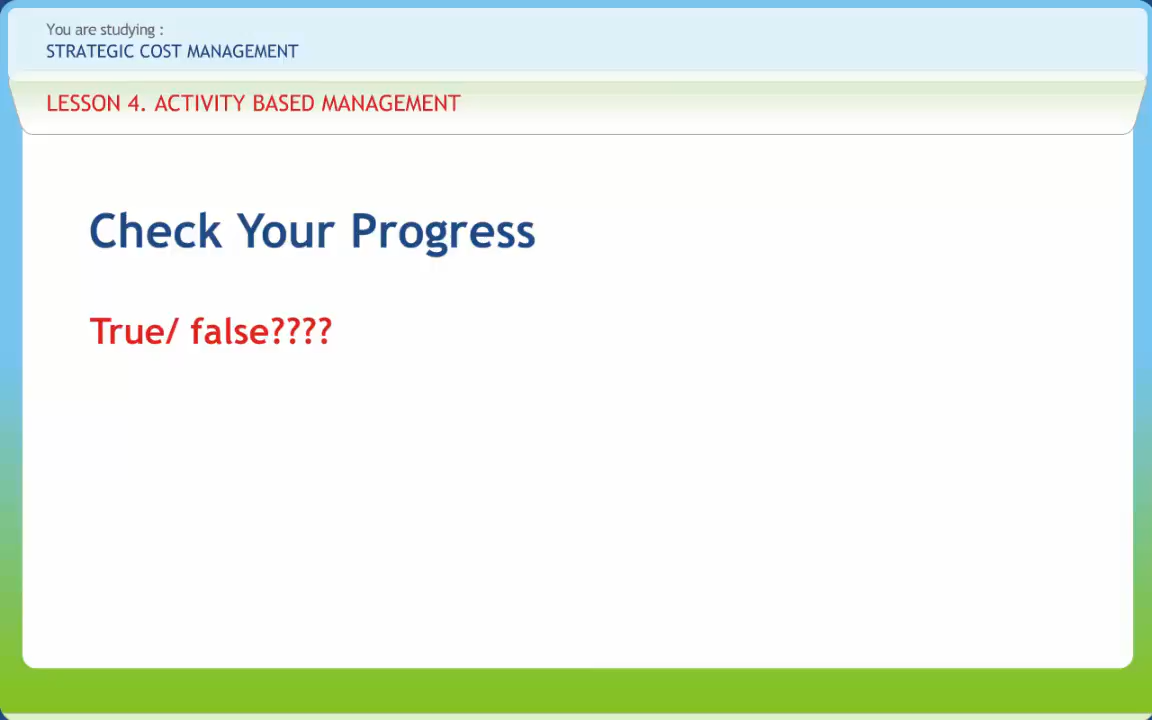 You are studying :
STRATEGIC COST MANAGEMENT
LESSON 4. ACTIVITY BASED MANAGEMENT
Check Your Progress
True/ false????